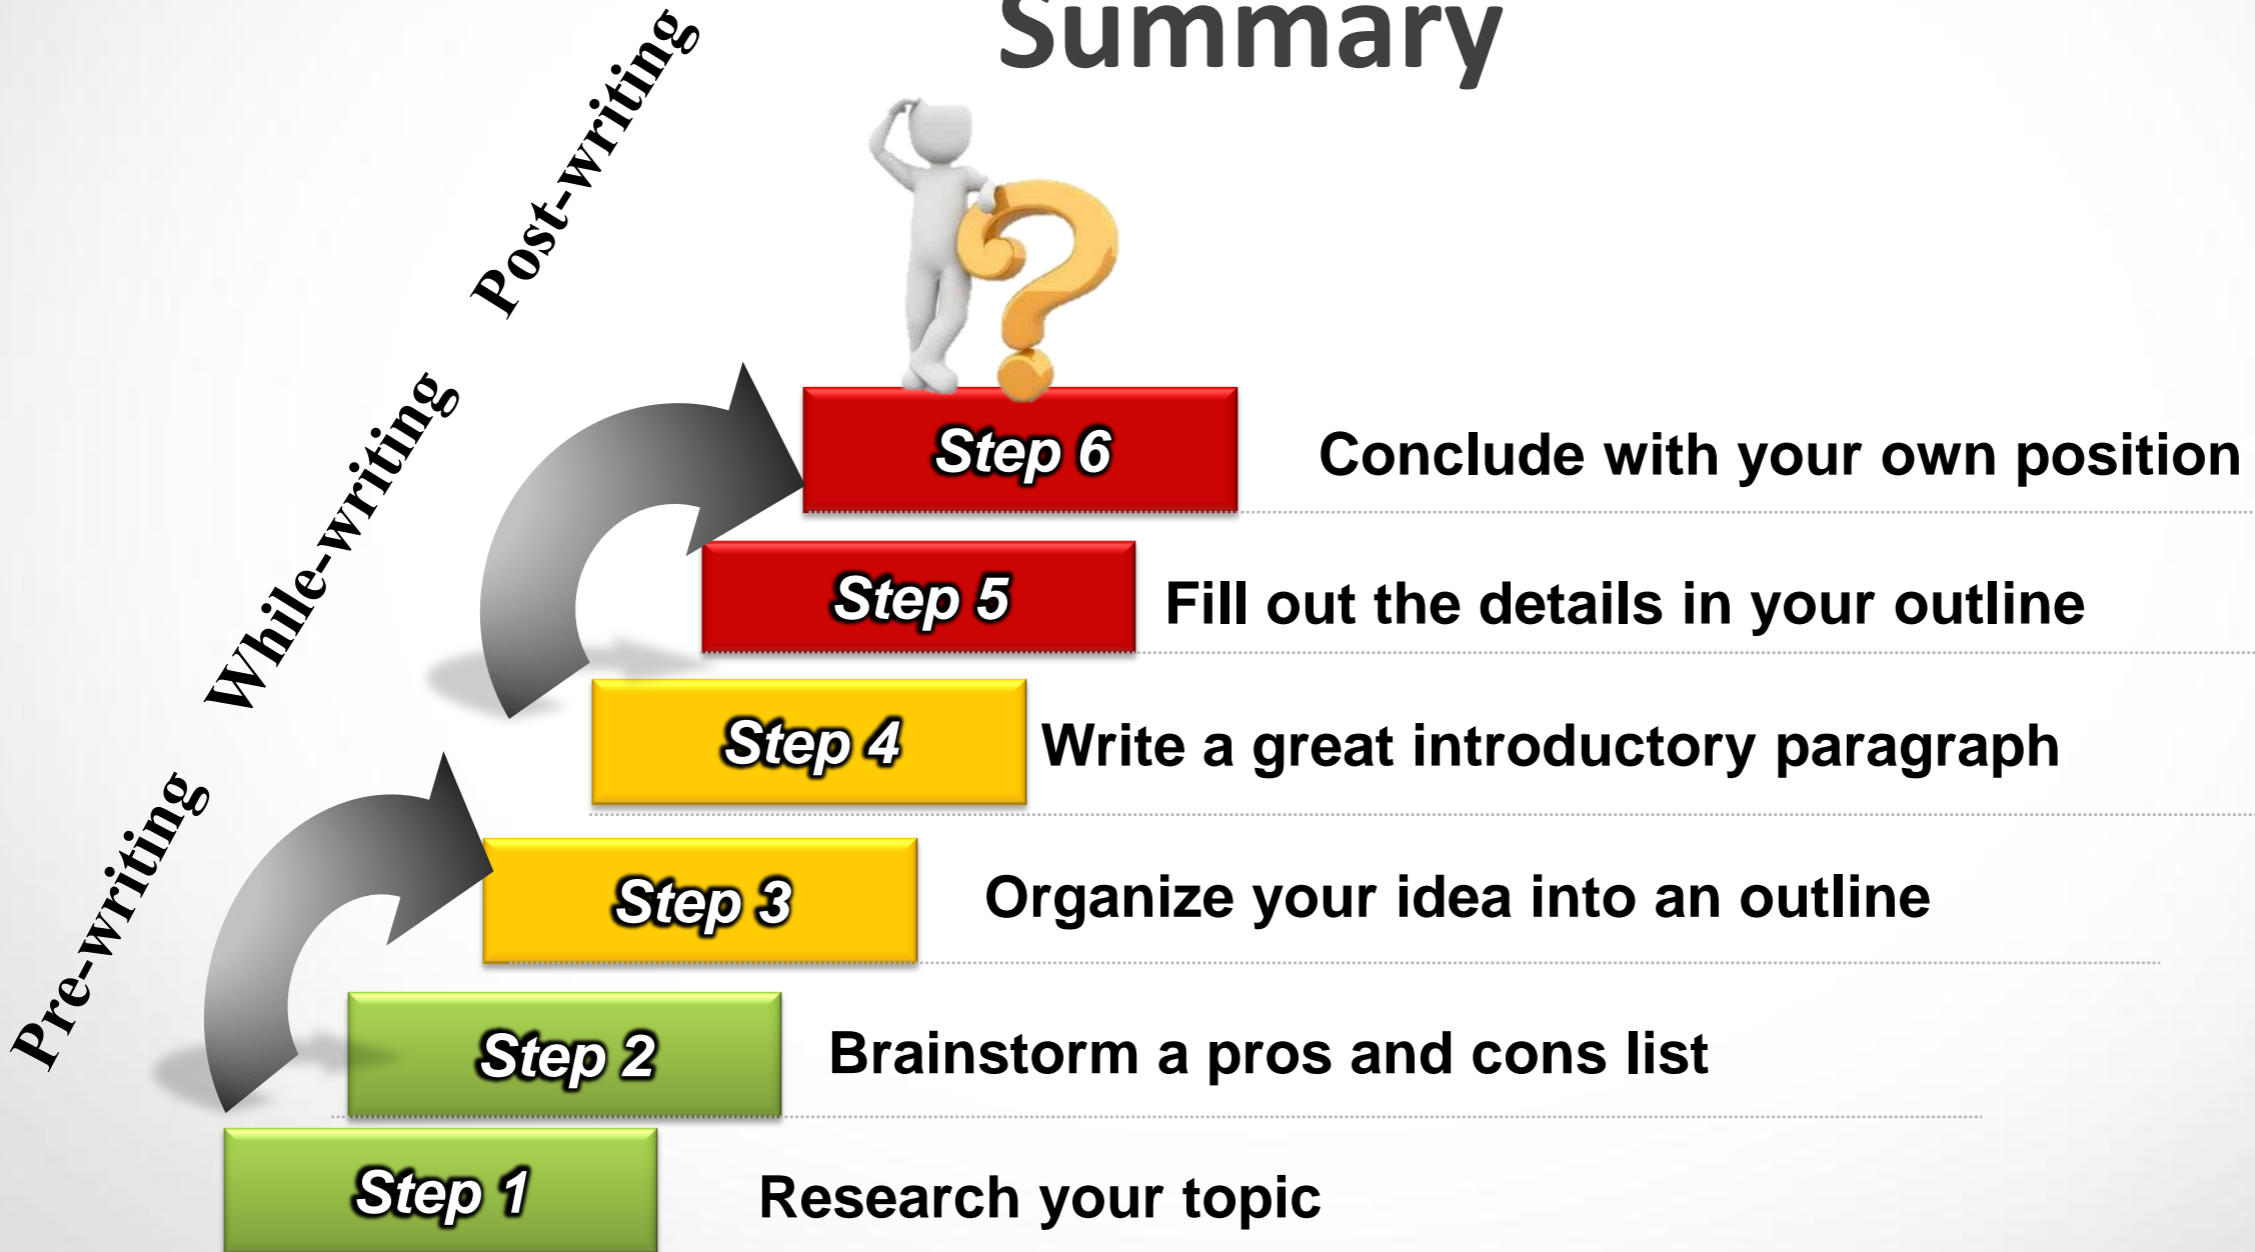 Summary
Post-writing
While-writing
Pre-writing
Step 6 Conclude with your own position
Step 5 Fill out the details in your outline
Step 4 Write a great introductory paragraph
Step 3 Organize your idea into an outline
Step 2 Brainstorm a pros and cons list
Step 1 Research your topic